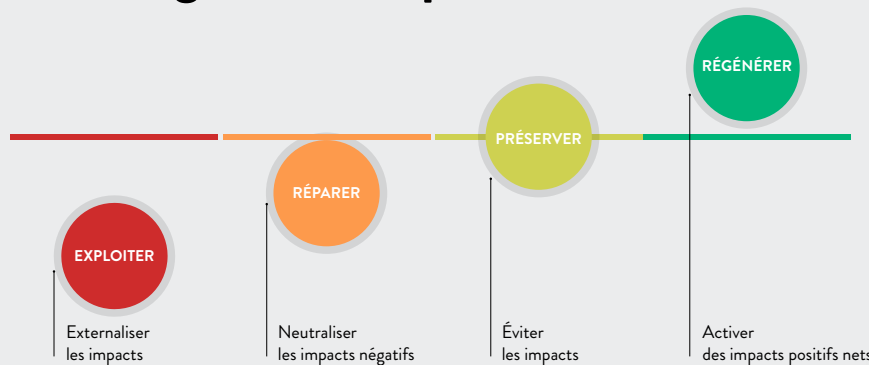 RÉGÉNÉRER
PRÉSERVER
RÉPARER
EXPLOITER
Externaliser
les impacts
Neutraliser
les impacts négatifs
Éviter
les impacts
Activer
des impacts positifs nets